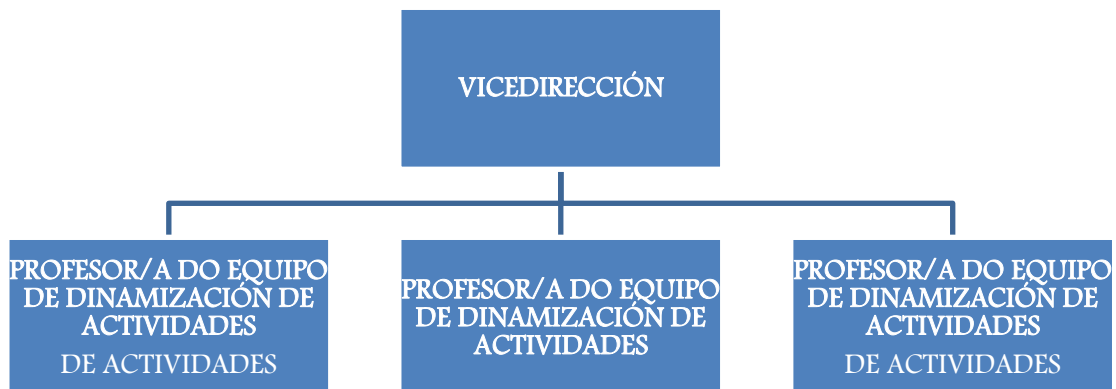 VICEDIRECCIÓN
PROFESOR/A DO EQUIPO
DE DINAMIZACIÓN DE
ACTIVIDADES
DE ACTIVIDADES
PROFESOR/A DO EQUIPO
DE DINAMIZACIÓN DE
ACTIVIDADES
PROFESOR/A DO EQUIPO
DE DINAMIZACIÓN DE
ACTIVIDADES
DE ACTIVIDADES